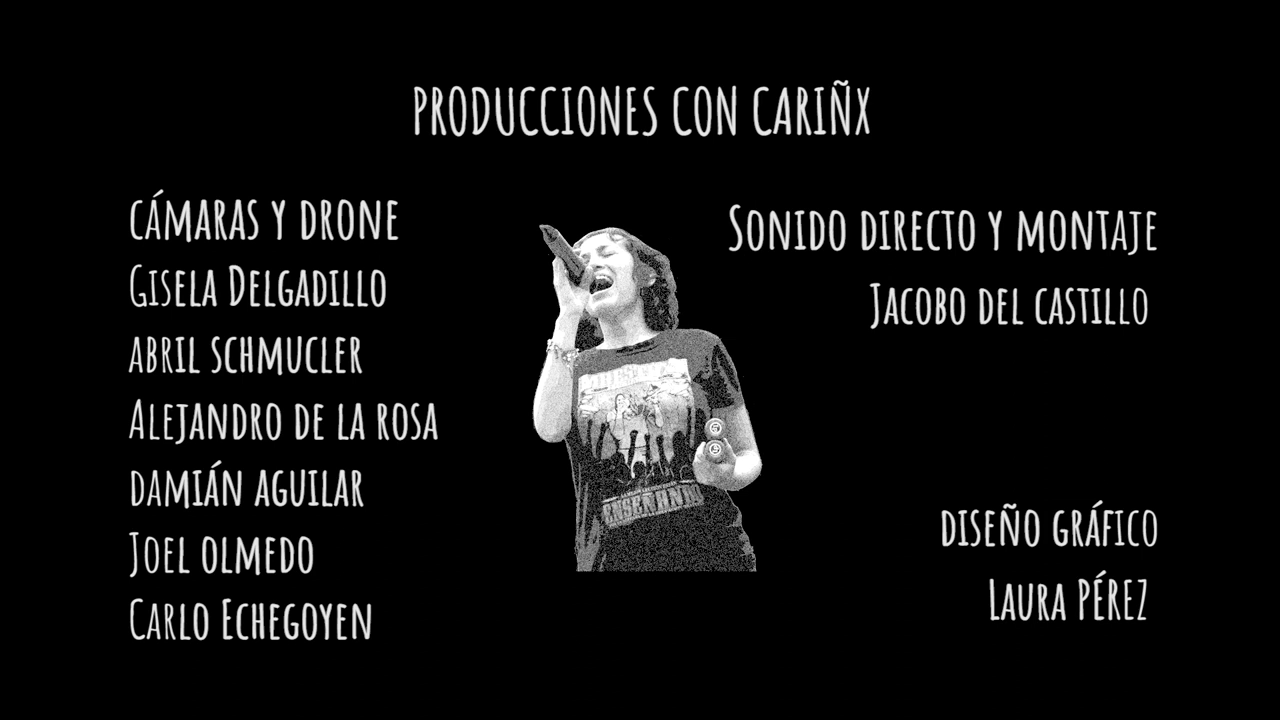 PRODUCCIONES CON CARIÑX
CÁMARAS Y DRONE
GISELA DELGADILLO
ABRIL SCHMUCLER
ALEJANDRO DE LA ROSA
DAMIÁN AGUILAR
JOEL OLMEDO
CARLO ECHEGOYEN
SONIDO DIRECTO Y MONTAJE
JACOBO DEL CASTILLO
DISEÑO GRÁFICO
LAURA PÉREZ